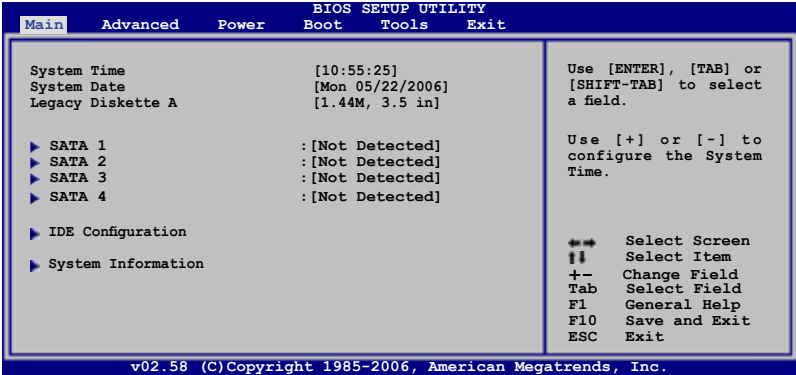 BIOS SETUP UTILITY
Main Advanced Power Boot Tools Exit
System Time [10:55:25]
System Date [Mon 05/22/2006]
Legacy Diskette A [1.44M, 3.5 in]
SATA 1 :[Not Detected]
SATA 2 :[Not Detected]
SATA 3 :[Not Detected]
SATA 4 :[Not Detected]
IDE Configuration
System Information
Use [ENTER], [TAB] or
[SHIFT-TAB] to select
a field.
Use [+] or [-] to
configure the System
Time.
←→ Select Screen
↑↓ Select Item
+- Change Field
Tab Select Field
F1 General Help
F10 Save and Exit
ESC Exit
v02.58 (C)Copyright 1985-2006, American Megatrends, Inc.